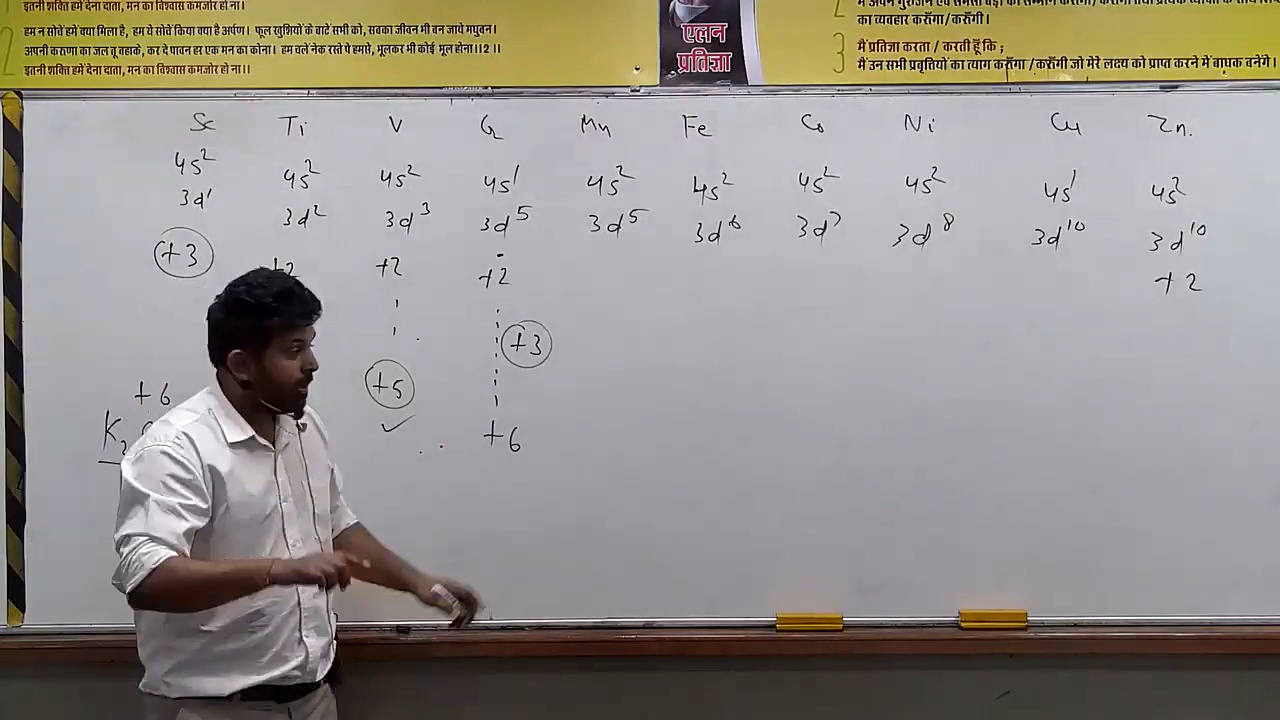 इतनी शक्ति हमें देना दाता, मन का विश्वास कमजोर हो ना।
हम न सोचें हमें क्या मिला है, हम ये सोचें किया क्या है अर्पण। फूल खुशियों के बाटें सभी को, सबका जीवन भी बन जाये मधुबन।
2 अपनी करुणा का जल तू बहाके, कर दे पावन हर एक मन का कोना। हम चलें नेक रस्ते पे हमसे, भूलकर भी कोई भूल होना।।2।।
इतनी शक्ति हमें देना दाता, मन का विश्वास कमजोर हो ना।।
एलन
प्रतिज्ञा
2
का व्यवहार करूँगा/करूँगी।
3 मैं प्रतिज्ञा करता / करती हूँ कि ;
मैं उन सभी प्रवृत्तियों का त्याग करूँगा /करूँगी जो मेरे लक्ष्य को प्राप्त करने में बाधक बनेंगे।
Sc Ti V Cr Mn Fe Co Ni Cu Zn.
4s² 4s² 4s² 4s¹ 4s² 4s² 4s² 4s² 4s¹ 4s²
3d¹ 3d² 3d³ 3d⁵ 3d⁵ 3d⁶ 3d⁷ 3d⁸ 3d¹⁰ 3d¹⁰
+3 +2 +2 +2 +2
+3
+6 +5
K₂ +6